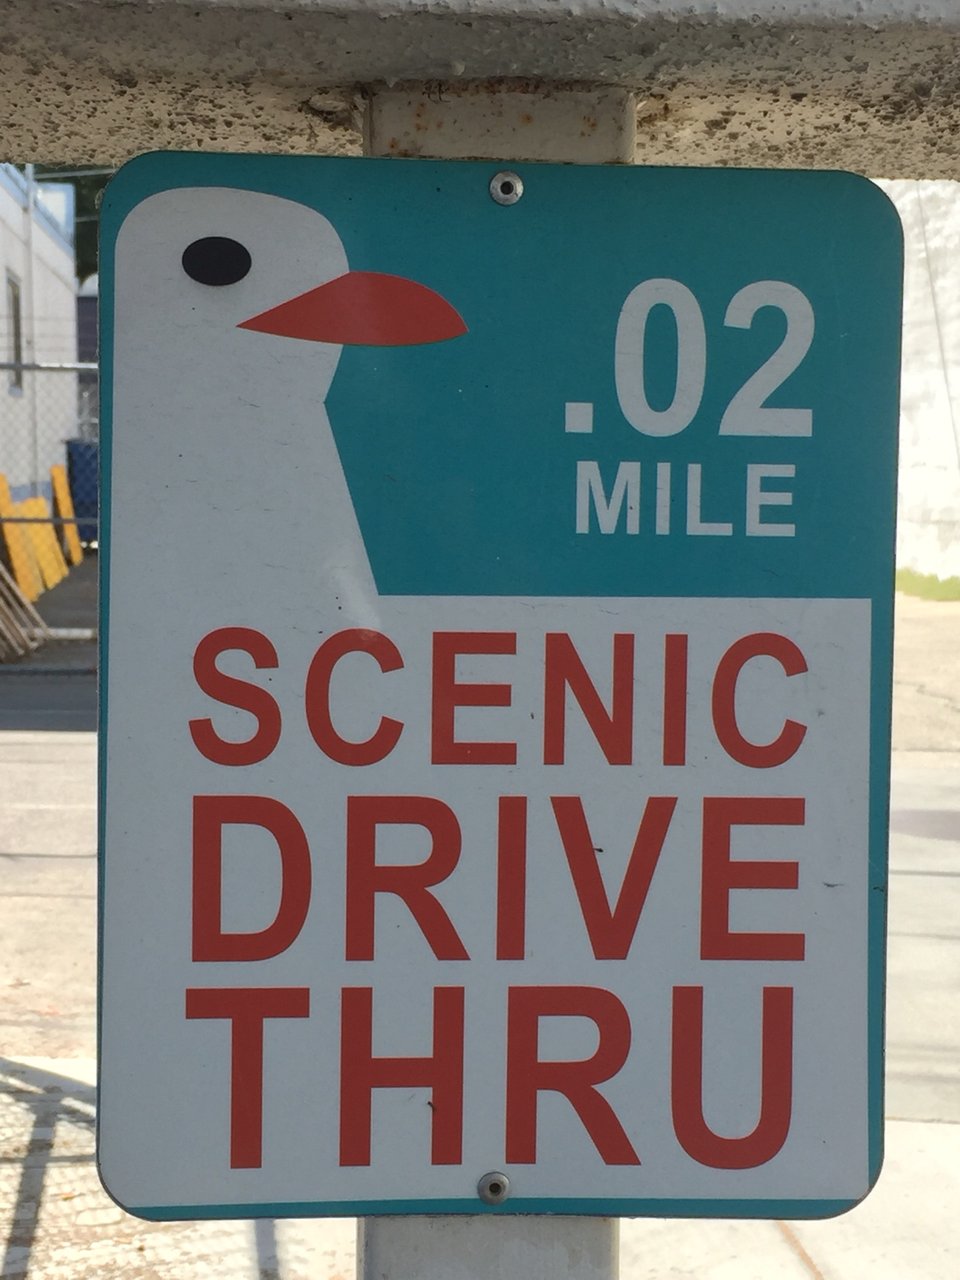 .02
MILE
SCENIC
DRIVE
THRU